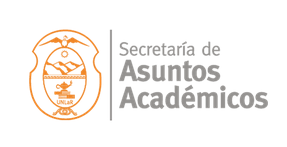 Secretaría de
Asuntos
Académicos
UNLaR